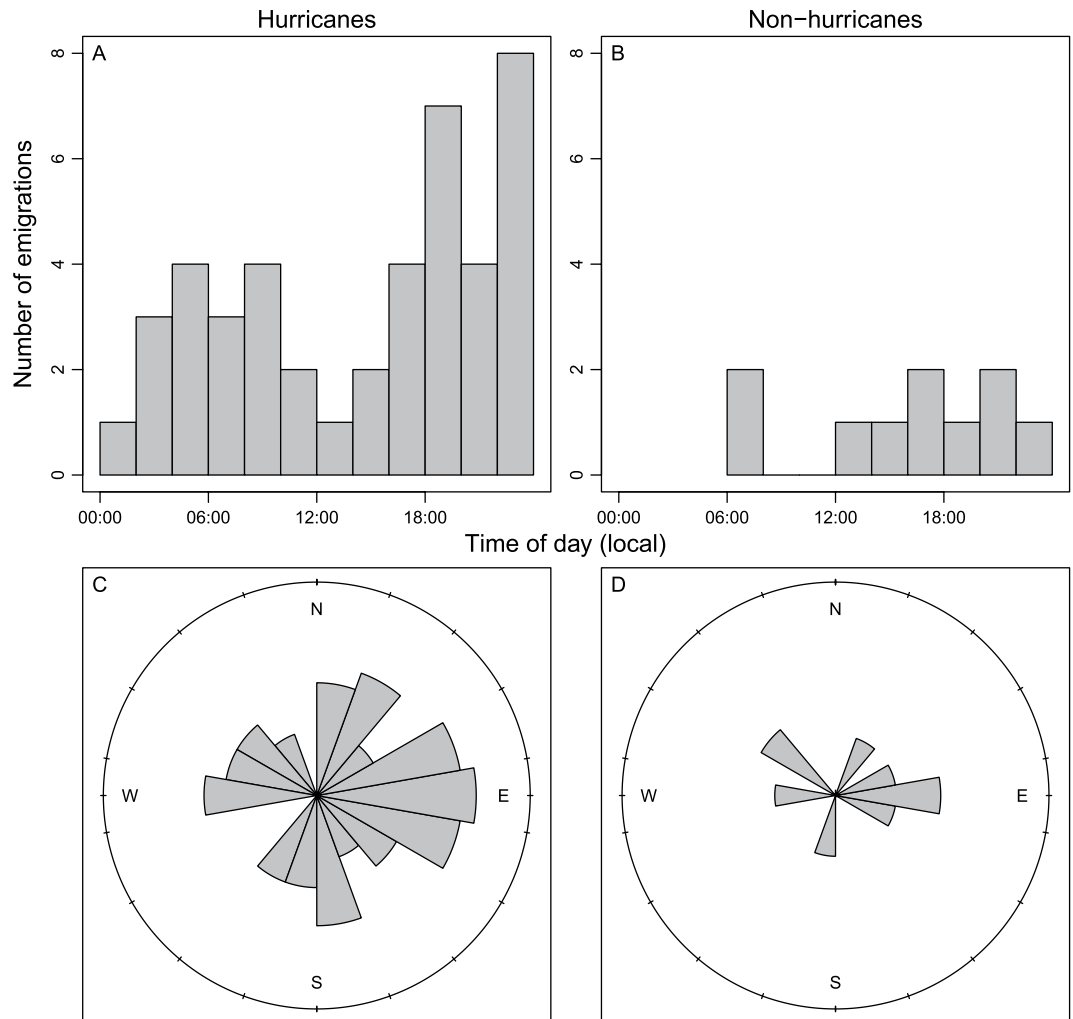 Hurricanes
Non−hurricanes
A
B
Number of emigrations
8
6
4
2
0
8
6
4
2
0
00:00 06:00 12:00 18:00
00:00 06:00 12:00 18:00
Time of day (local)
C
N
W
E
S
D
N
W
E
S